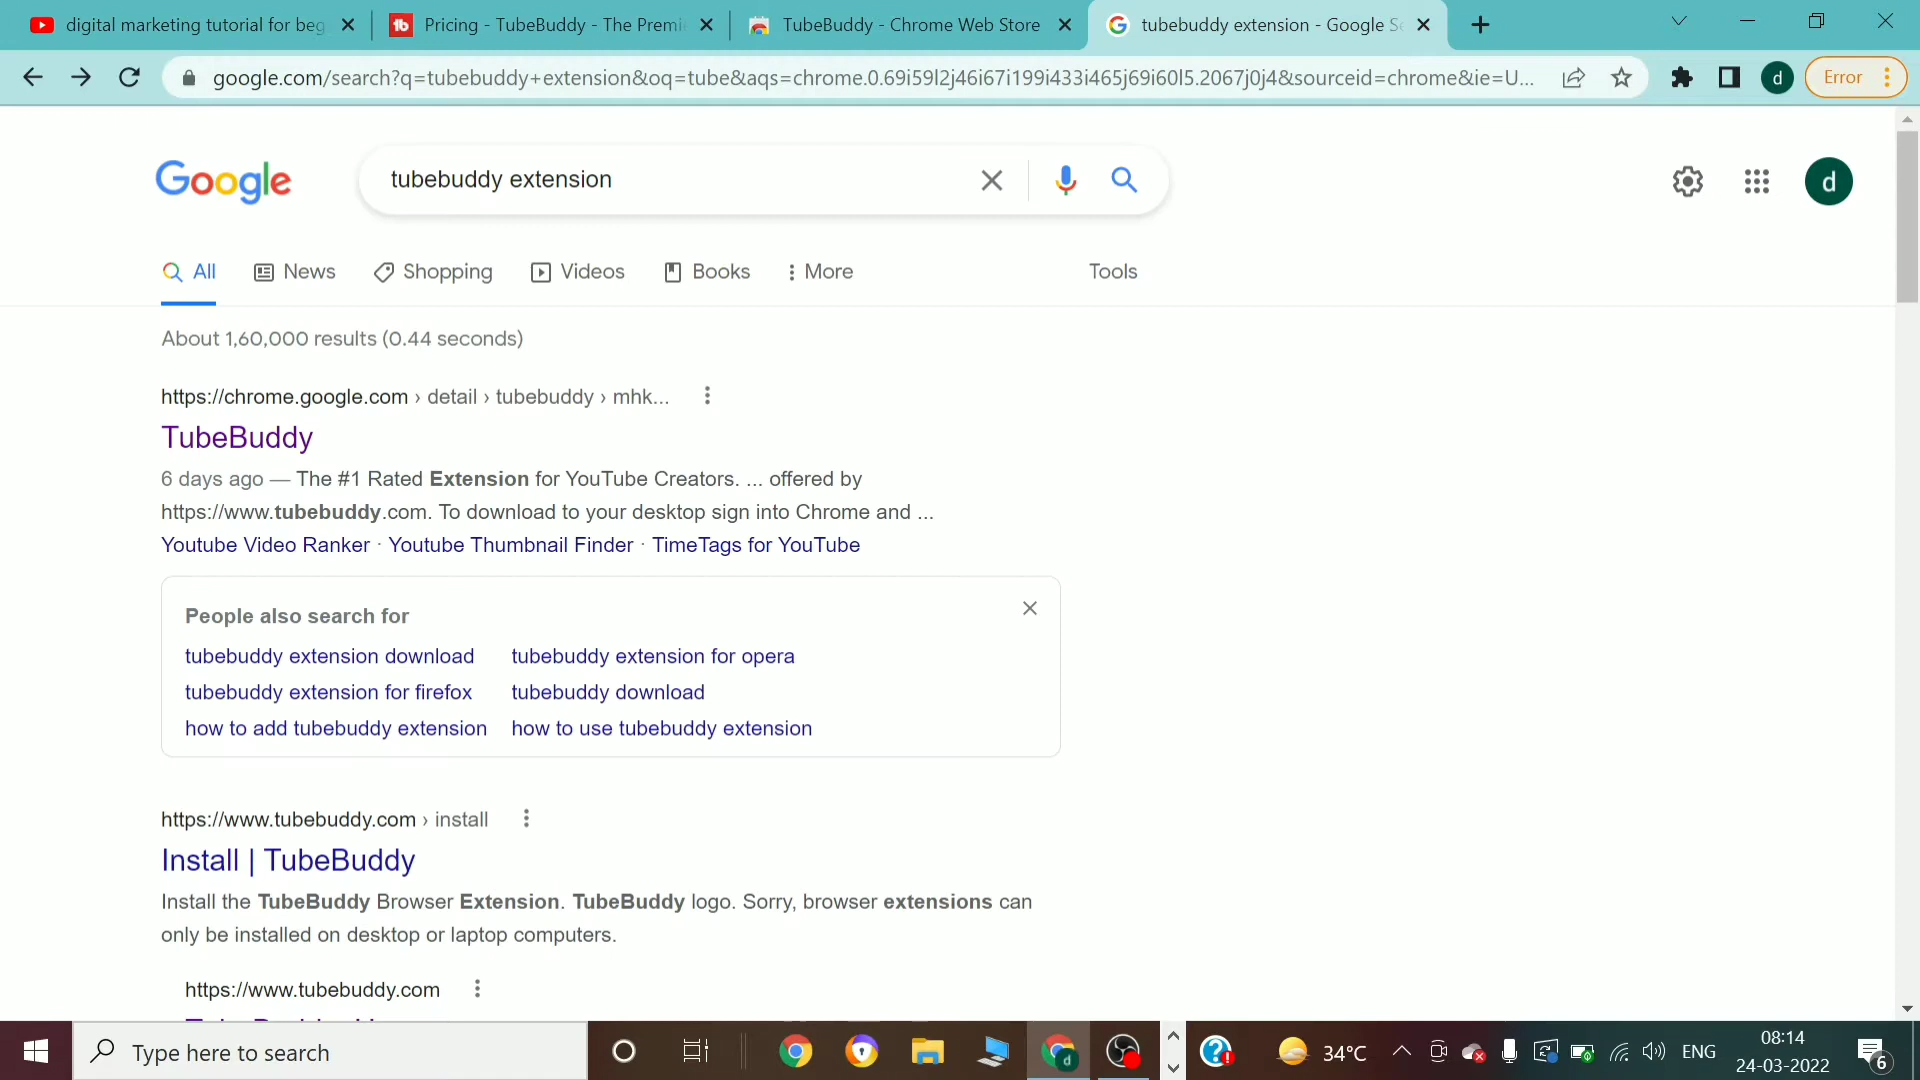 digital marketing tutorial for beg
Pricing - TubeBuddy - The Premi
TubeBuddy - Chrome Web Store
tubebuddy extension - Google Se
google.com/search?q=tubebuddy+extension&oq=tube&aqs=chrome.0.69i59l2j46i67i199i433i465j69i60l5.2067j0j4&sourceid=chrome&ie=U...
d
Error
Google
tubebuddy extension
d
All
News
Shopping
Videos
Books
More
Tools
About 1,60,000 results (0.44 seconds)
https://chrome.google.com › detail › tubebuddy › mhk...
TubeBuddy
6 days ago — The #1 Rated Extension for YouTube Creators. ... offered by
https://www.tubebuddy.com. To download to your desktop sign into Chrome and ...
Youtube Video Ranker · Youtube Thumbnail Finder · TimeTags for YouTube
People also search for
tubebuddy extension download
tubebuddy extension for opera
tubebuddy extension for firefox
tubebuddy download
how to add tubebuddy extension
how to use tubebuddy extension
https://www.tubebuddy.com › install
Install | TubeBuddy
Install the TubeBuddy Browser Extension. TubeBuddy logo. Sorry, browser extensions can
only be installed on desktop or laptop computers.
https://www.tubebuddy.com
Type here to search
34°C
ENG
08:14
24-03-2022
6